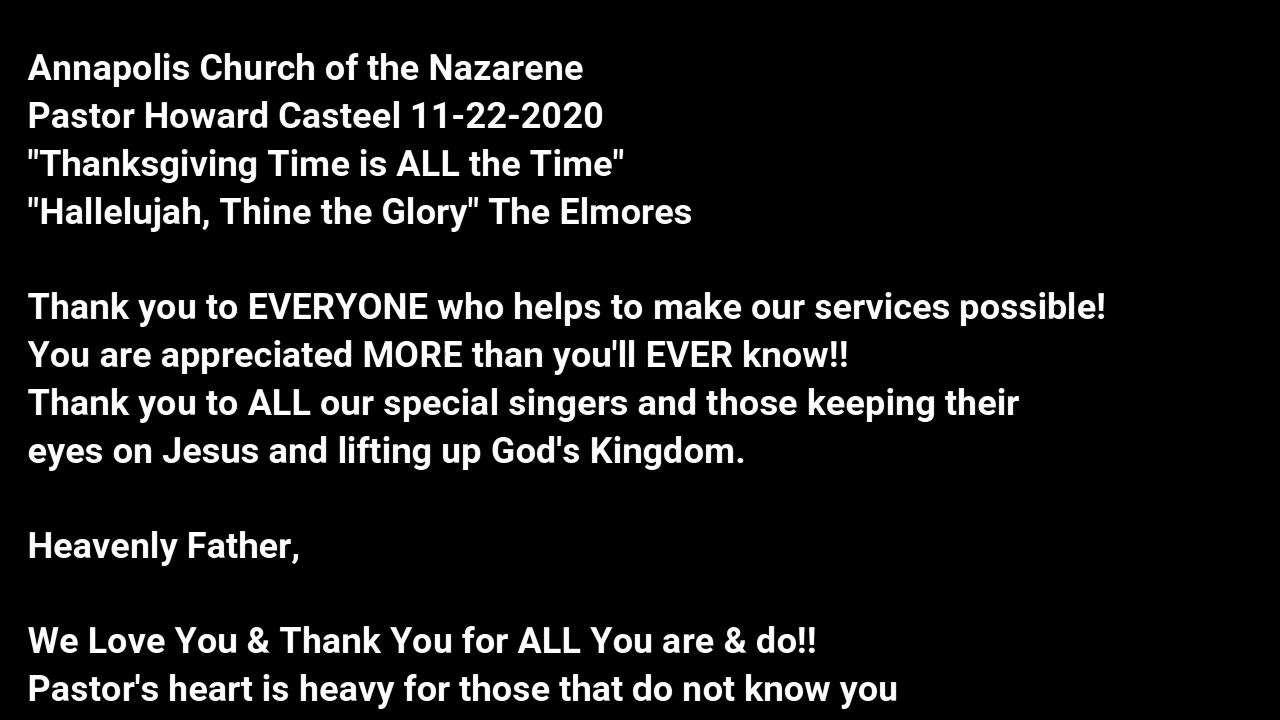 Annapolis Church of the Nazarene
Pastor Howard Casteel 11-22-2020
"Thanksgiving Time is ALL the Time"
"Hallelujah, Thine the Glory" The Elmores
Thank you to EVERYONE who helps to make our services possible!
You are appreciated MORE than you'll EVER know!!
Thank you to ALL our special singers and those keeping their
eyes on Jesus and lifting up God's Kingdom.
Heavenly Father,
We Love You & Thank You for ALL You are & do!!
Pastor's heart is heavy for those that do not know you